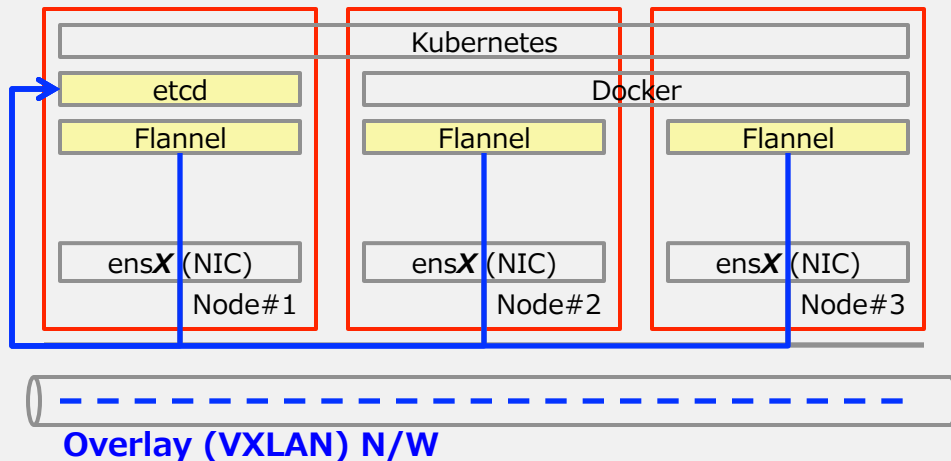 Kubernetes
etcd
Docker
Flannel
Flannel
Flannel
ensX (NIC)
ensX (NIC)
ensX (NIC)
Node#1
Node#2
Node#3
Overlay (VXLAN) N/W